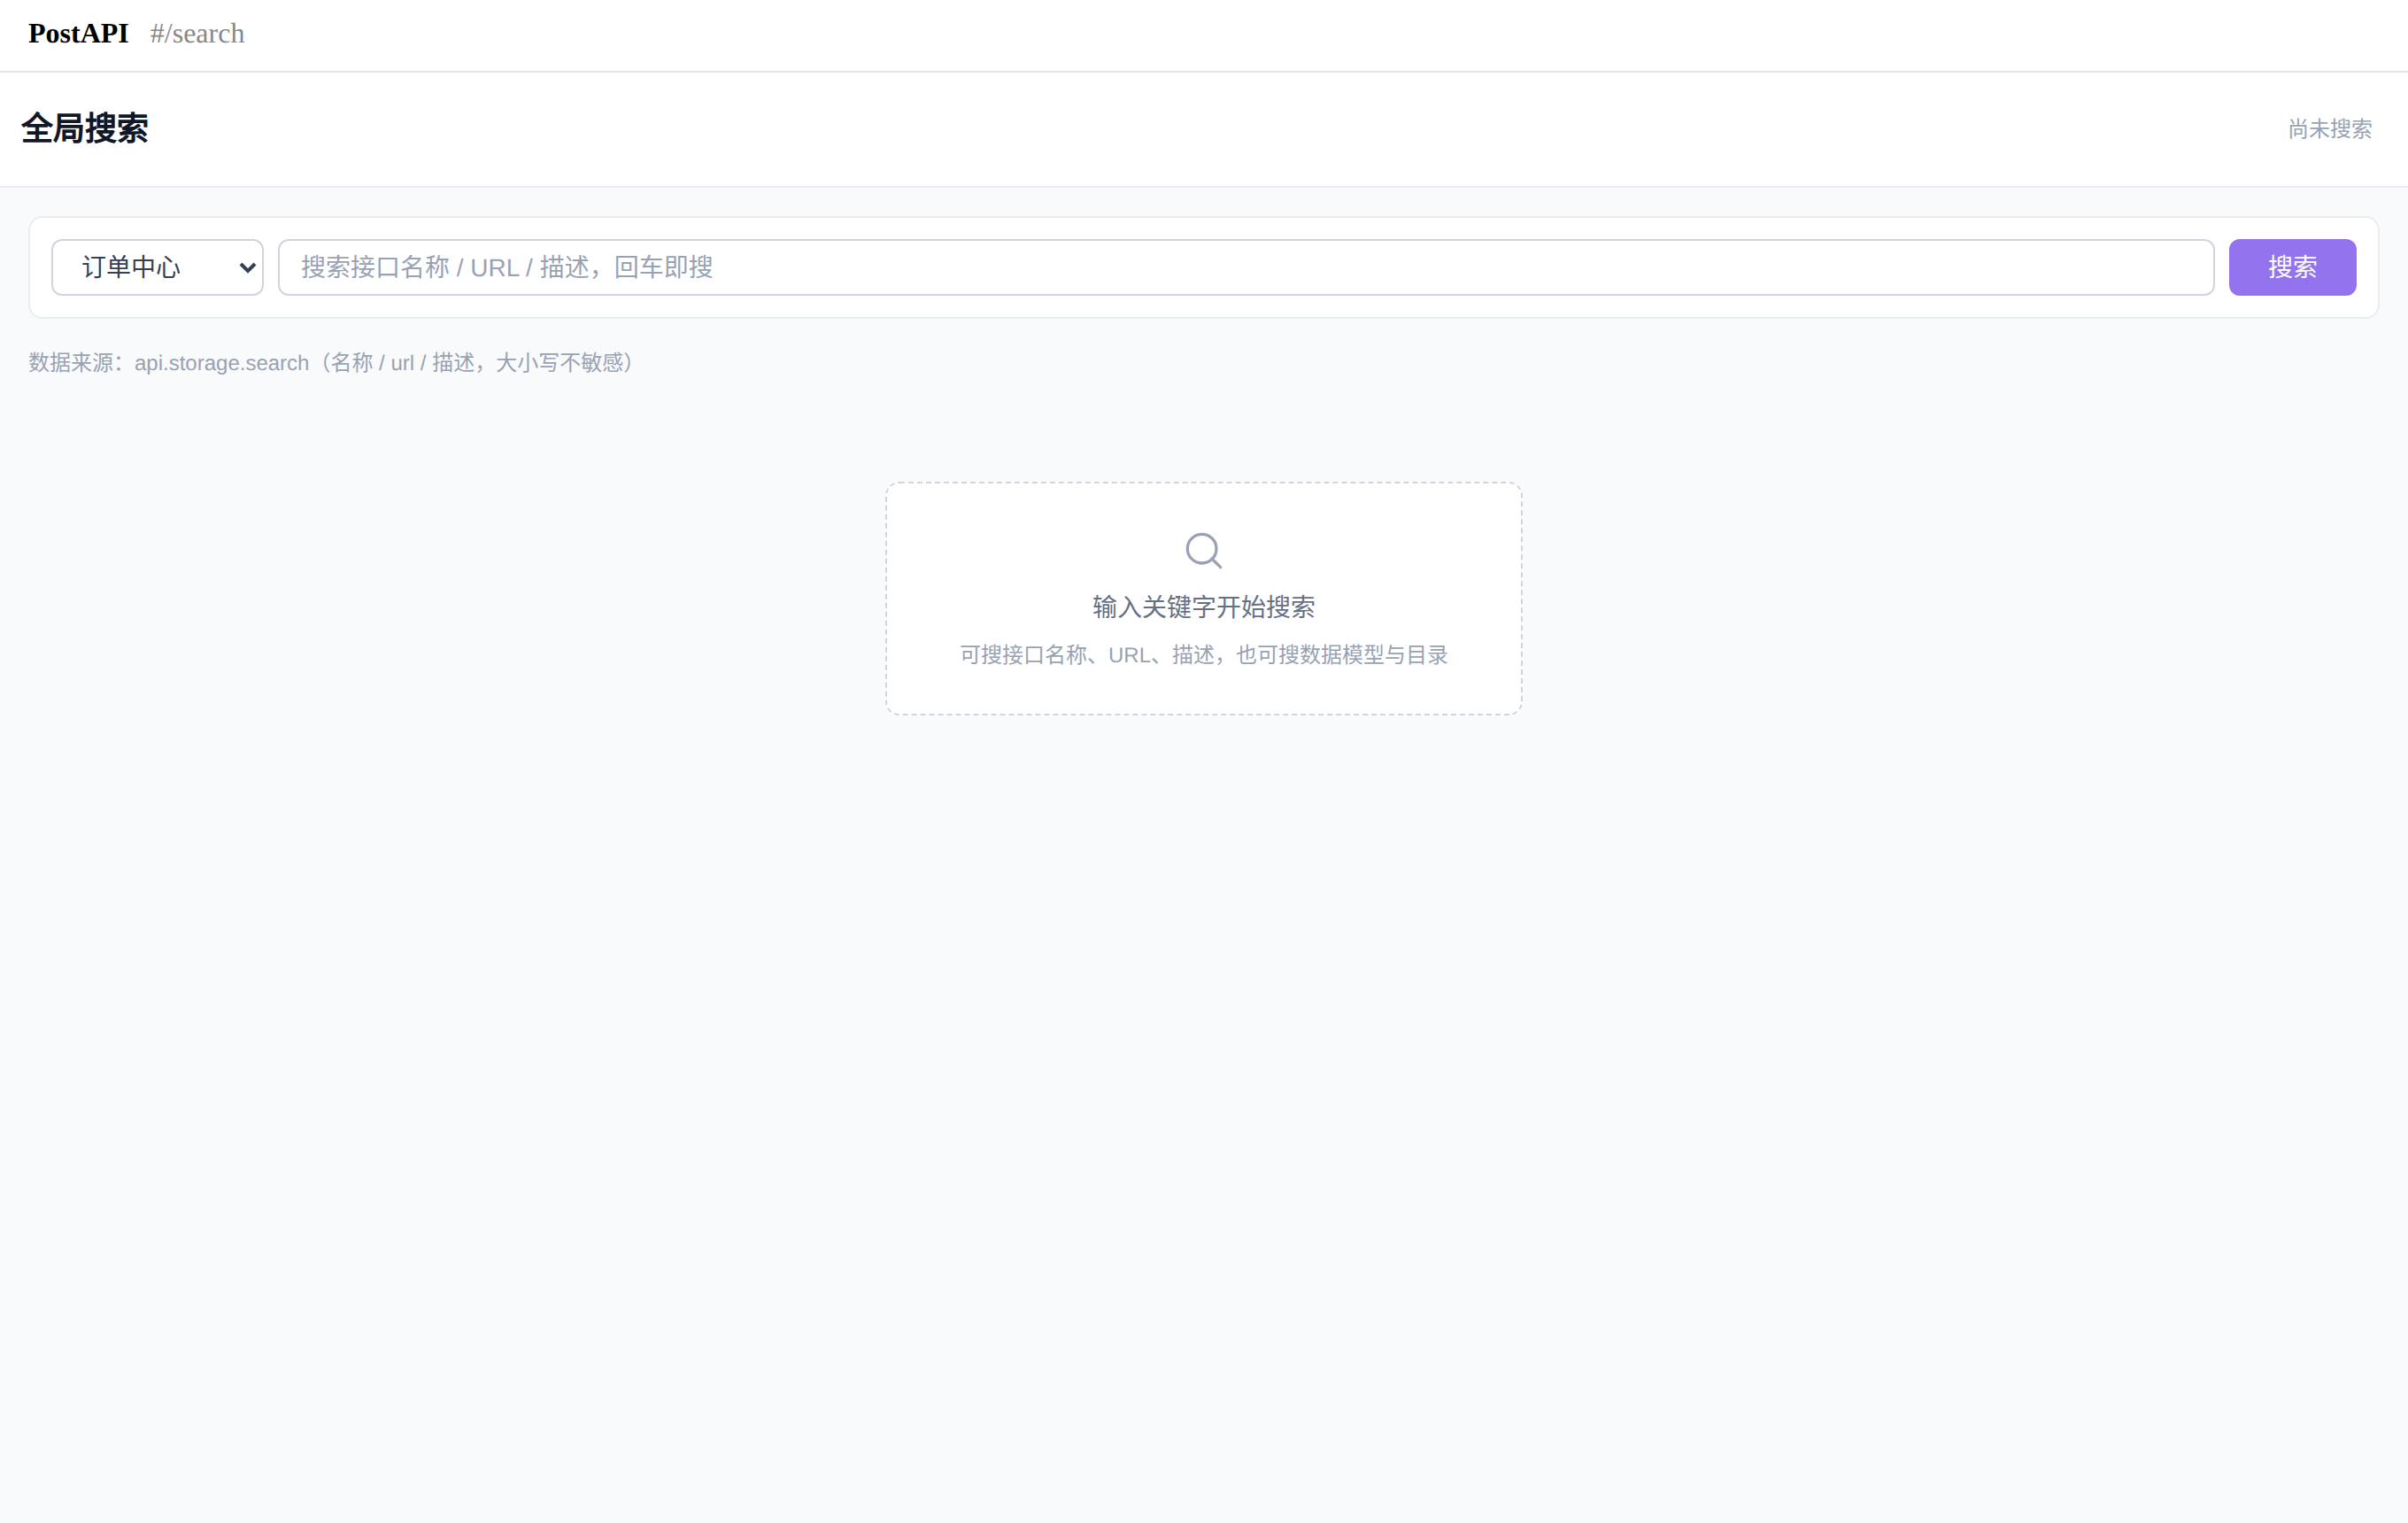 PostAPI #/search
全局搜索
尚未搜索
订单中心
搜索接口名称 / URL / 描述，回车即搜
搜索
数据来源：api.storage.search（名称 / url / 描述，大小写不敏感）
输入关键字开始搜索
可搜接口名称、URL、描述，也可搜数据模型与目录